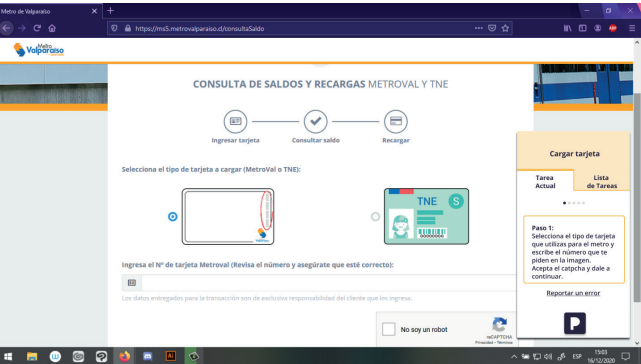 Metro de Valparaíso
https://ms5.metrovalparaiso.cl/consultaSaldo
Metro
Valparaíso
CONSULTA DE SALDOS Y RECARGAS METROVAL Y TNE
Ingresar tarjeta
Consultar saldo
Recargar
Selecciona el tipo de tarjeta a cargar (MetroVal o TNE):
TNE
S
Ingresa el Nº de tarjeta Metroval (Revisa el número y asegúrate que esté correcto):
Los datos entregados para la transacción son de exclusiva responsabilidad del cliente que los ingresa.
No soy un robot
reCAPTCHA
Privacidad - Términos
Cargar tarjeta
Tarea
Actual
Lista
de Tareas
Paso 1:
Selecciona el tipo de tarjeta
que utilizas para el metro y
escribe el número que te
piden en la imagen.
Acepta el catpcha y dale a
continuar.
Reportar un error
P
ESP
15:03
16/12/2020